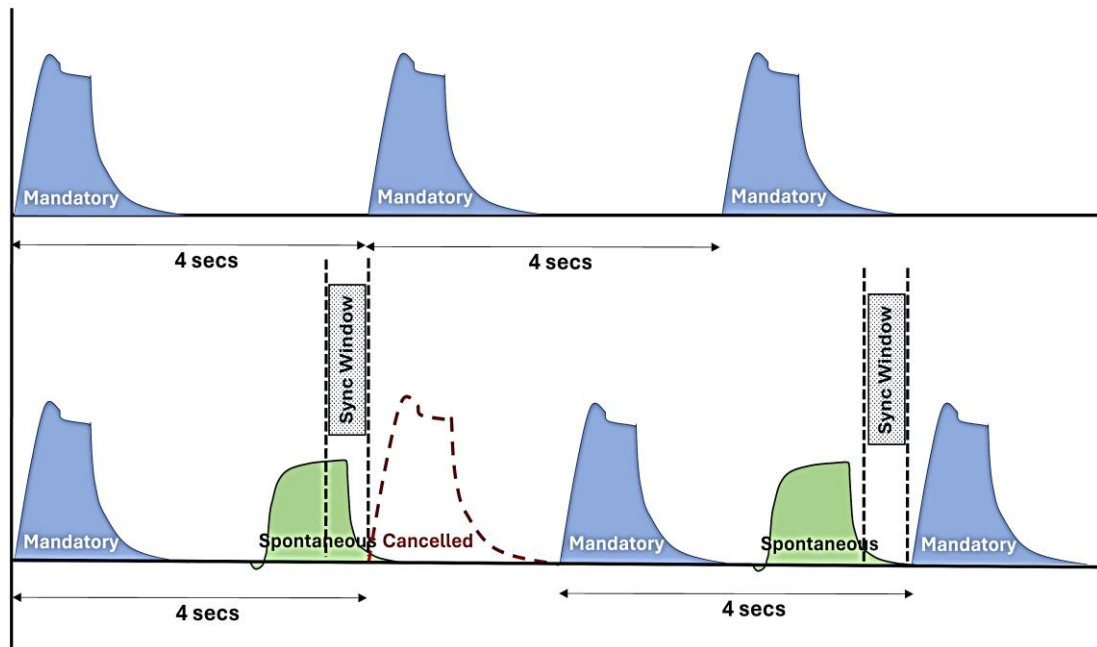 Mandatory
Mandatory
Mandatory
4 secs
4 secs
Sync Window
Sync Window
Mandatory
Spontaneous
Cancelled
Mandatory
Spontaneous
Mandatory
4 secs
4 secs